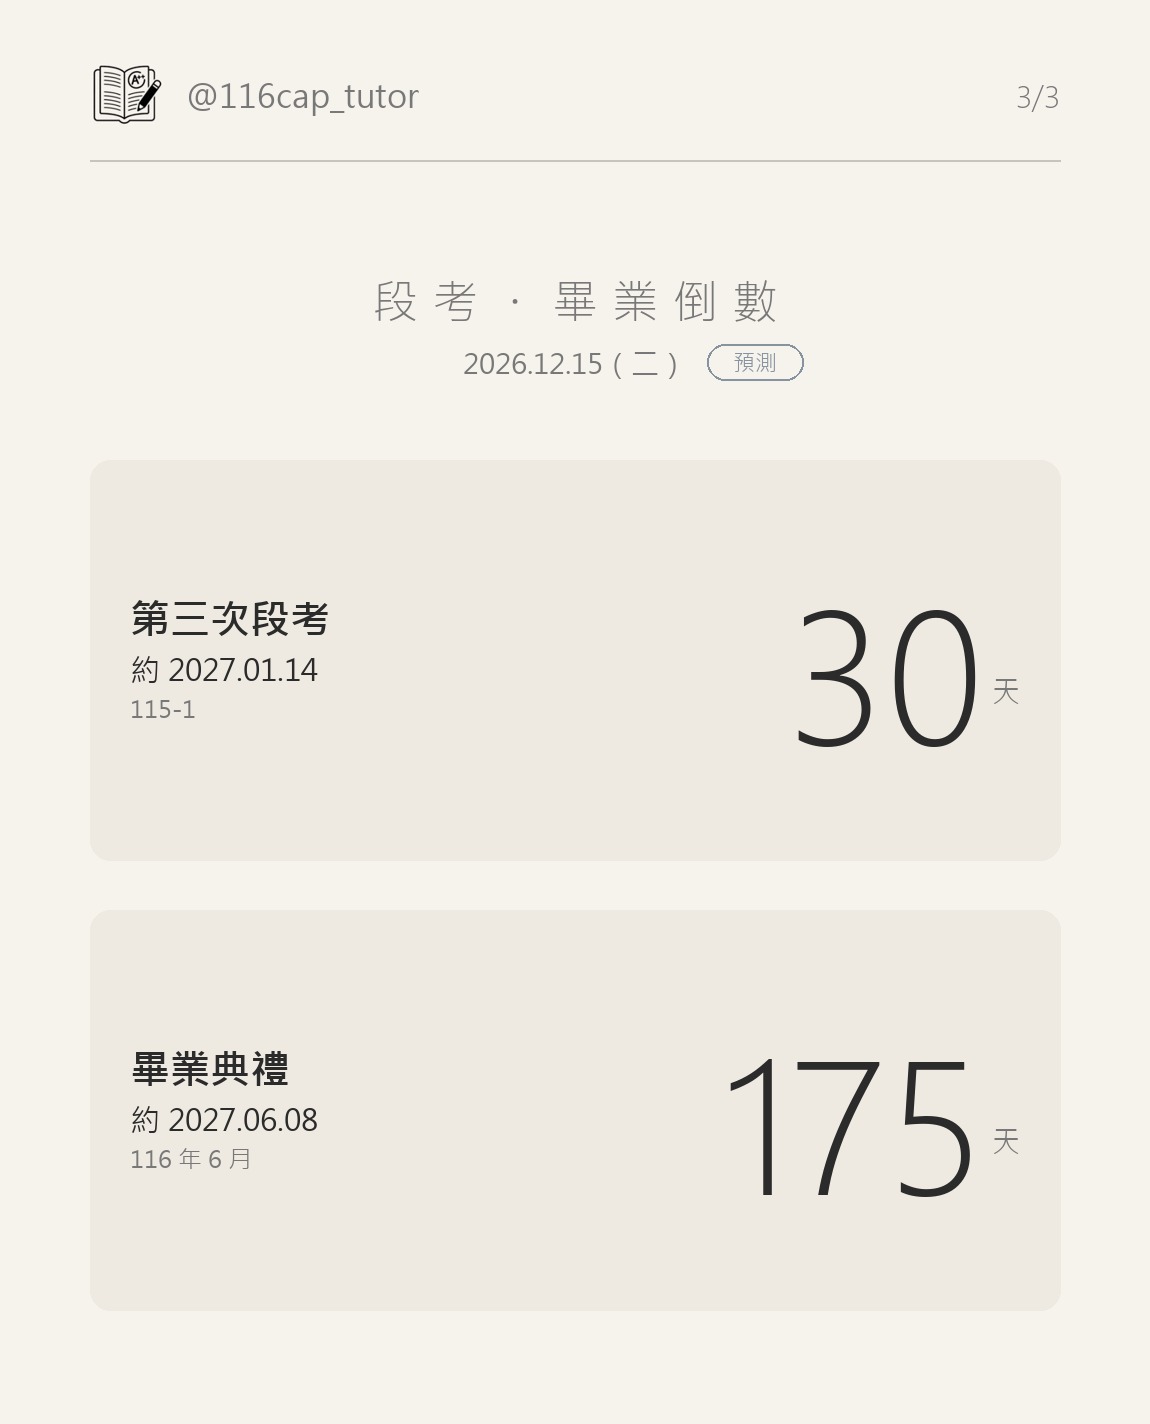 @116cap_tutor
3/3
段考 · 畢業倒數
2026.12.15（二） 預測
第三次段考
約 2027.01.14
115-1
30 天
畢業典禮
約 2027.06.08
116 年 6 月
175 天